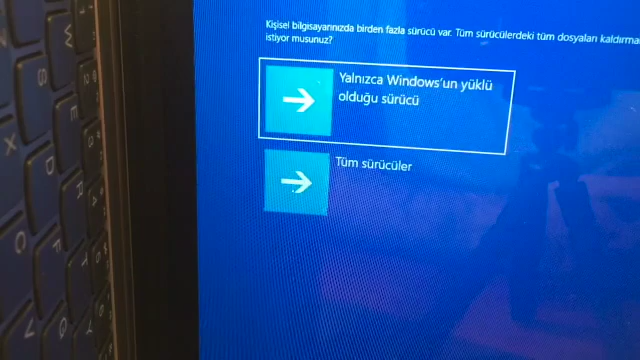 Kişisel bilgisayarınızda birden fazla sürücü var. Tüm sürücülerdeki tüm dosyaları
istiyor musunuz?
Yalnızca Windows'un yüklü
olduğu sürücü
Tüm sürücüler